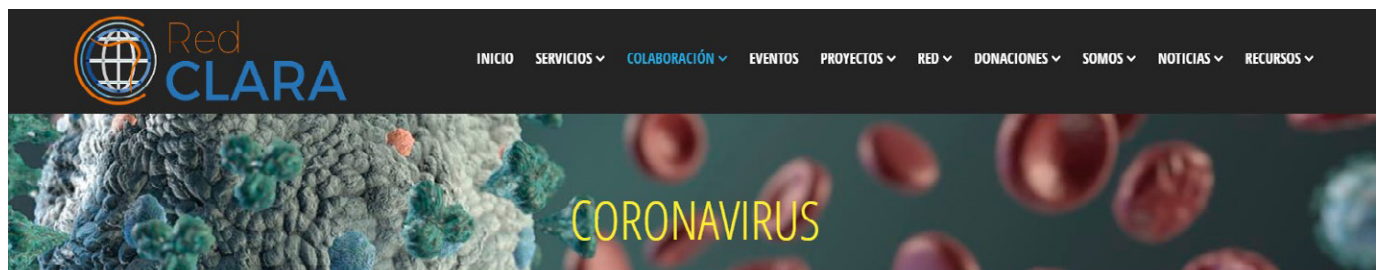 Red
CLARA
INICIO SERVICIOS COLABORACIÓN EVENTOS PROYECTOS RED DONACIONES SOMOS NOTICIAS RECURSOS
CORONAVIRUS